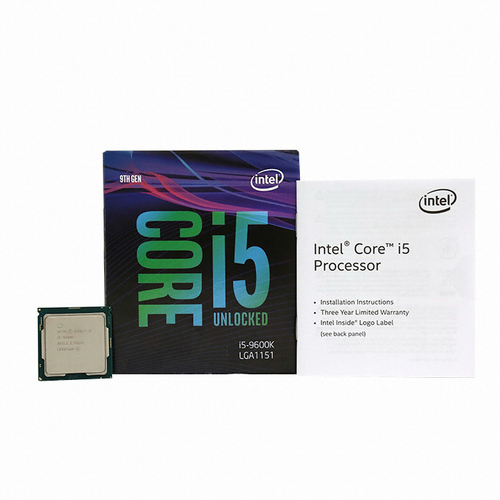 9TH GEN
intel
CORE
i5
UNLOCKED
i5-9600K
LGA1151
intel
Intel® Core™ i5
Processor
• Installation Instructions
• Three Year Limited Warranty
• Intel Inside® Logo Label
(see back panel)